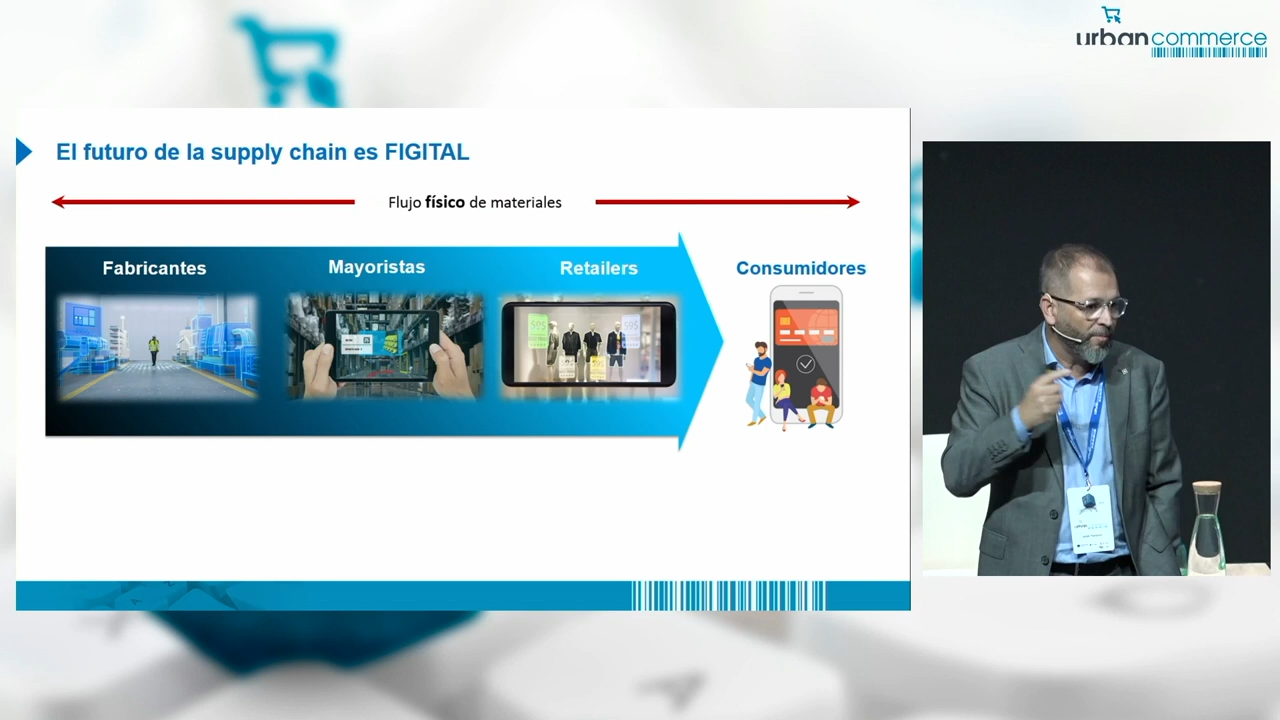 urbancommerce
El futuro de la supply chain es FIGITAL
Flujo físico de materiales
Fabricantes
Mayoristas
Retailers
Consumidores